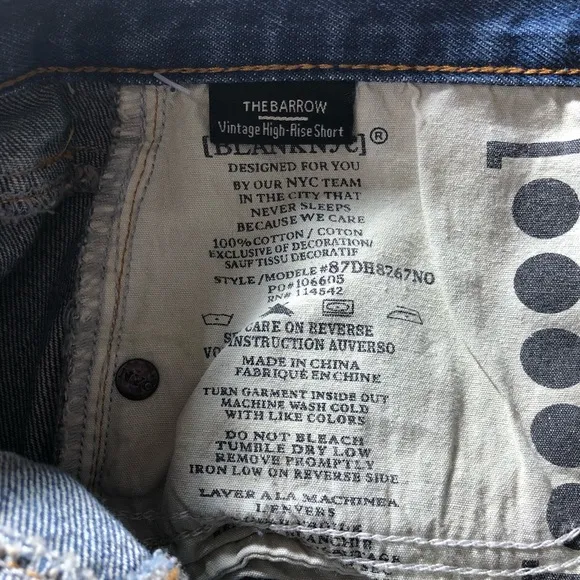 THE BARROW
Vintage High-Rise Short
[BLANKNYC]®
DESIGNED FOR YOU
BY OUR NYC TEAM
IN THE CITY THAT
NEVER SLEEPS
BECAUSE WE CARE
100% COTTON / COTON
EXCLUSIVE OF DECORATION/
SAUF TISSU DECORATIF
STYLE / MODELE #87DH8267NO
PO#106605
RN# 114542
CARE ON REVERSE
VO INSTRUCTION AUVERSO
MADE IN CHINA
FABRIQUÉ EN CHINE
TURN GARMENT INSIDE OUT
MACHINE WASH COLD
WITH LIKE COLORS
DO NOT BLEACH
TUMBLE DRY LOW
REMOVE PROMPTLY
IRON LOW ON REVERSE SIDE
LAVER A LA MACHINE A
L'ENVERS